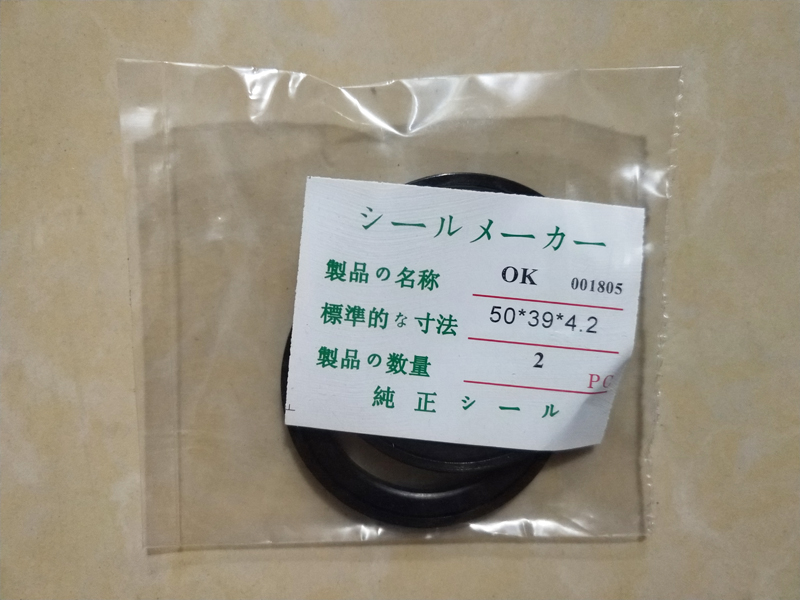 シールメーカー
製品の名称 OK 001805
標準的な寸法 50*39*4.2
製品の数量 2 PC
純正シール